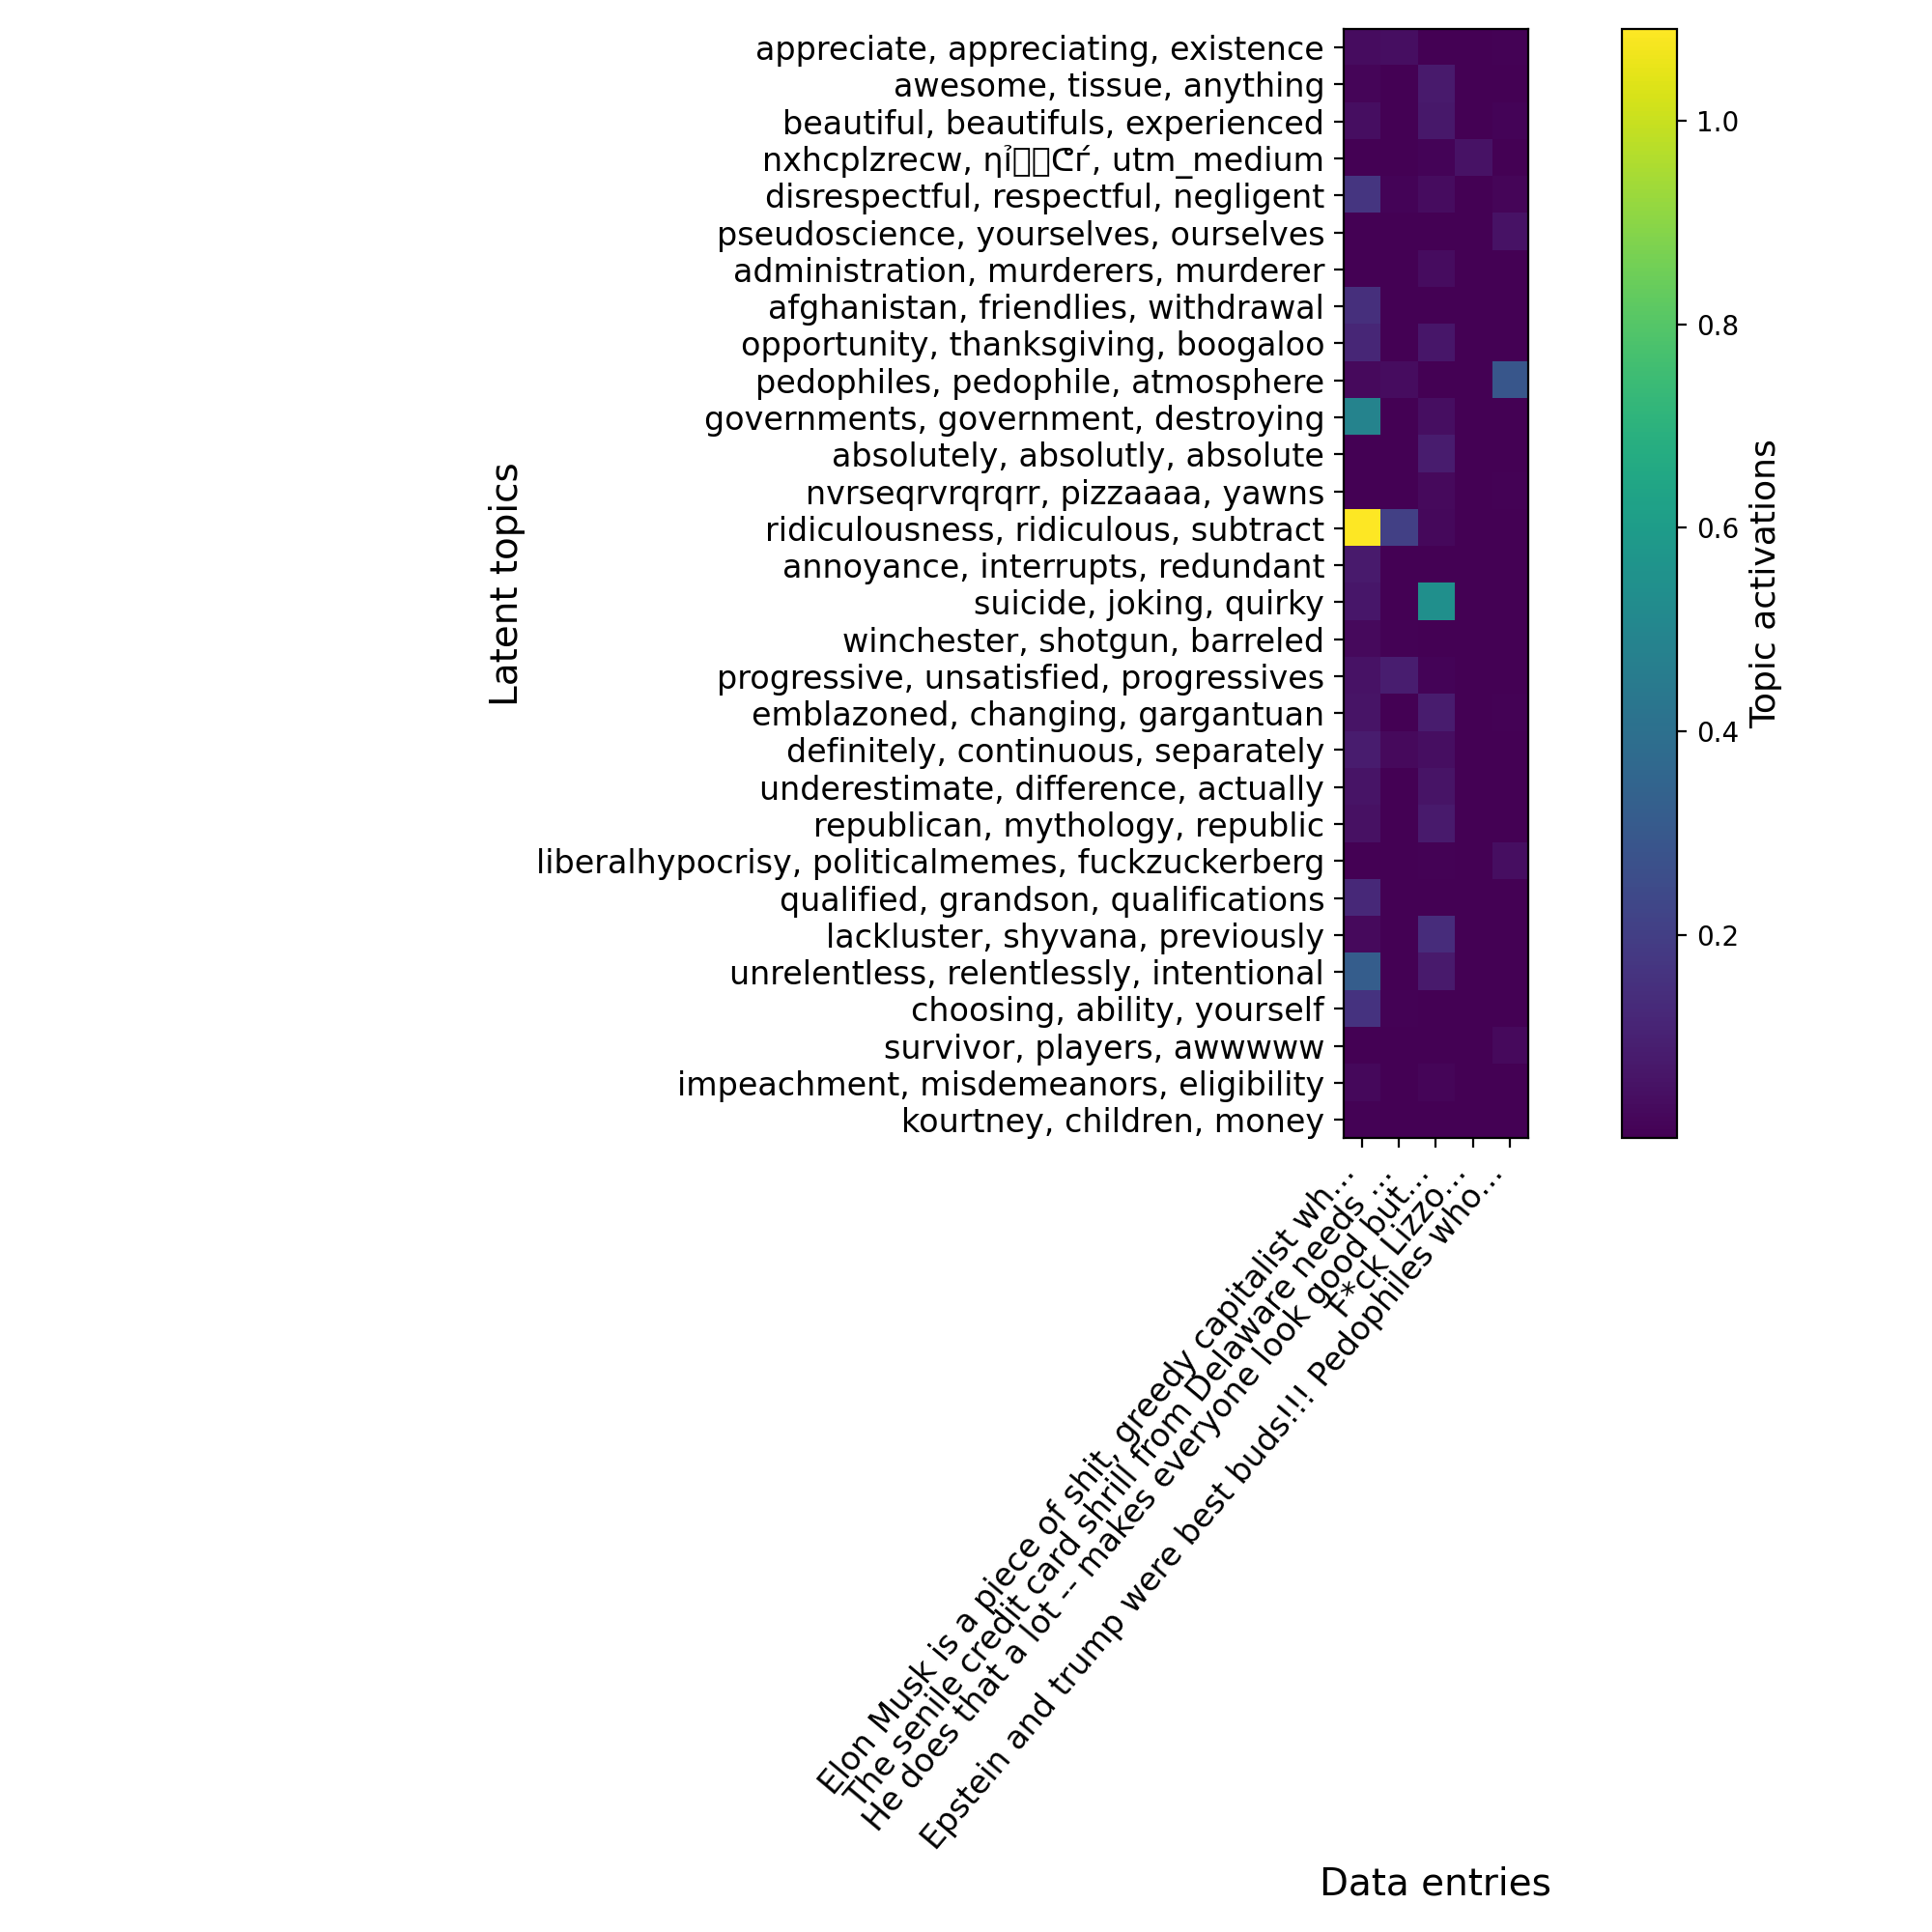 appreciate, appreciating, existence
awesome, tissue, anything
beautiful, beautifuls, experienced
nxhcplzrecw, utm_medium
disrespectful, respectful, negligent
pseudoscience, yourselves, ourselves
administration, murderers, murderer
afghanistan, friendlies, withdrawal
opportunity, thanksgiving, boogaloo
pedophiles, pedophile, atmosphere
governments, government, destroying
absolutely, absolutly, absolute
nvrseqrvrqrqrr, pizzaaaa, yawns
ridiculousness, ridiculous, subtract
annoyance, interrupts, redundant
suicide, joking, quirky
winchester, shotgun, barreled
progressive, unsatisfied, progressives
emblazoned, changing, gargantuan
definitely, continuous, separately
underestimate, difference, actually
republican, mythology, republic
liberalhypocrisy, politicalmemes, fuckzuckerberg
qualified, grandson, qualifications
lackluster, shyvana, previously
unrelentless, relentlessly, intentional
choosing, ability, yourself
survivor, players, awwwww
impeachment, misdemeanors, eligibility
kourtney, children, money
Latent topics
Elon Musk is a piece of shit, greedy capitalist wh...
The senile credit card shrill from Delaware needs ...
He does that a lot -- makes everyone look good but...
F*ck Lizzo...
Epstein and trump were best buds!!! Pedophiles who...
Data entries
1.0
0.8
0.6
0.4
0.2
Topic activations